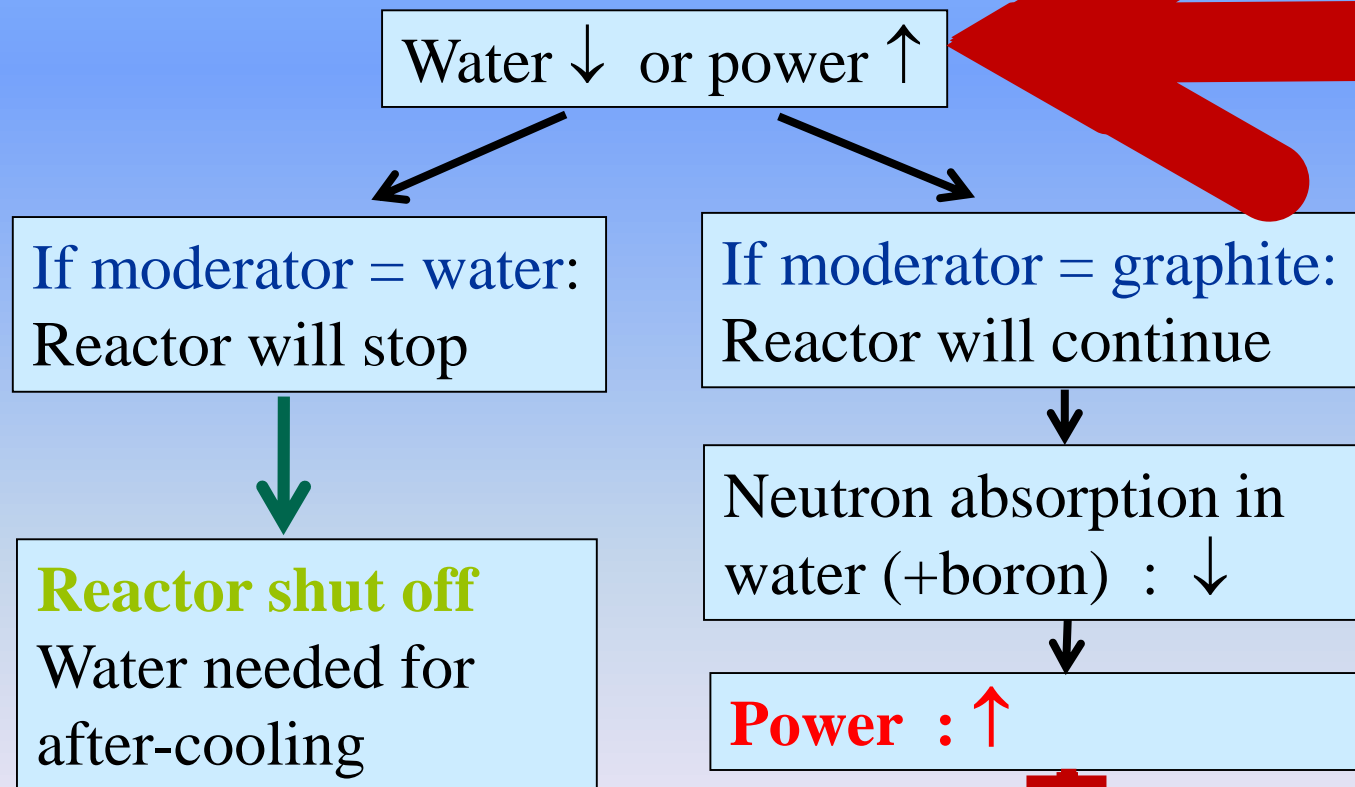 Water ↓ or power ↑
If moderator = water:
Reactor will stop
If moderator = graphite:
Reactor will continue
Reactor shut off
Water needed for
after-cooling
Neutron absorption in
water (+boron) : ↓
Power : ↑